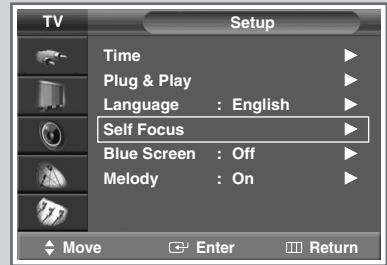 TV Setup
Time
Plug & Play
Language : English
Self Focus
Blue Screen : Off
Melody : On
Move Enter Return